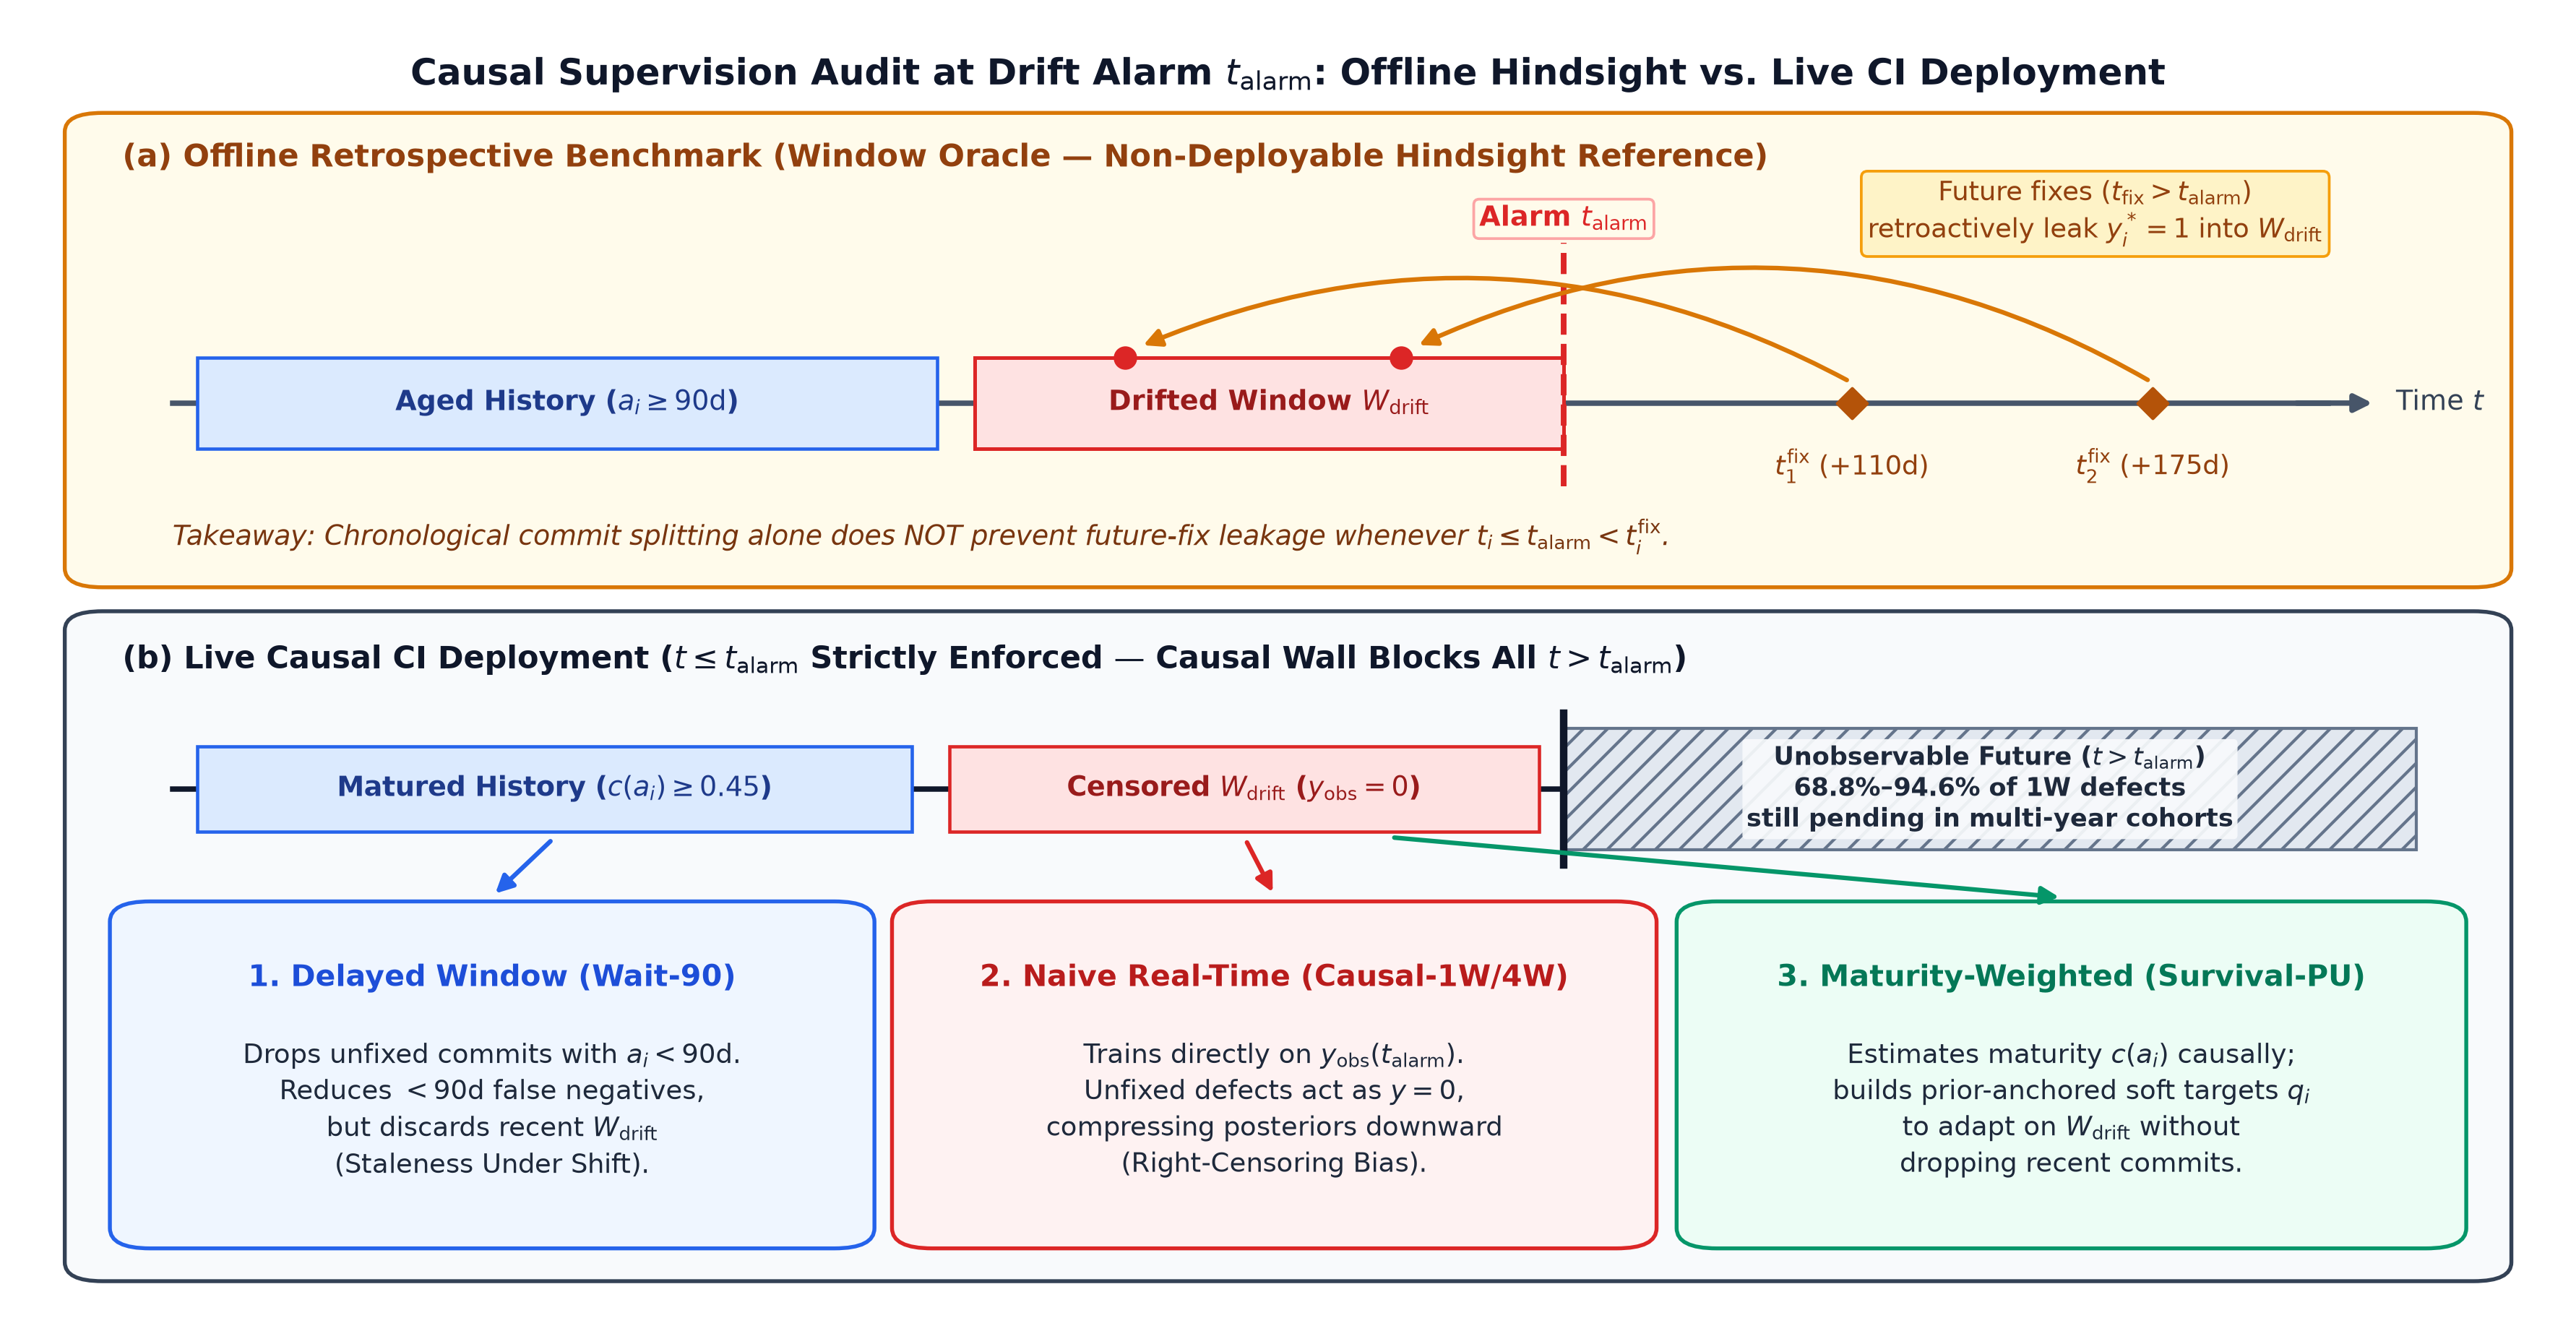 Causal Supervision Audit at Drift Alarm t_alarm: Offline Hindsight vs. Live CI Deployment
(a) Offline Retrospective Benchmark (Window Oracle — Non-Deployable Hindsight Reference)
Future fixes (t_fix > t_alarm)
retroactively leak y_i^* = 1 into W_drift
Alarm t_alarm
Aged History (a_i ≥ 90d)
Drifted Window W_drift
Time t
t_1^fix (+110d)
t_2^fix (+175d)
Takeaway: Chronological commit splitting alone does NOT prevent future-fix leakage whenever t_i ≤ t_alarm < t_i^fix.
(b) Live Causal CI Deployment (t ≤ t_alarm Strictly Enforced — Causal Wall Blocks All t > t_alarm)
Matured History (c(a_i) ≥ 0.45)
Censored W_drift (y_obs = 0)
Unobservable Future (t > t_alarm)
68.8%–94.6% of 1W defects
still pending in multi-year cohorts
1. Delayed Window (Wait-90)
Drops unfixed commits with a_i < 90d.
Reduces < 90d false negatives,
but discards recent W_drift
(Staleness Under Shift).
2. Naive Real-Time (Causal-1W/4W)
Trains directly on y_obs(t_alarm).
Unfixed defects act as y = 0,
compressing posteriors downward
(Right-Censoring Bias).
3. Maturity-Weighted (Survival-PU)
Estimates maturity c(a_i) causally;
builds prior-anchored soft targets q_i
to adapt on W_drift without
dropping recent commits.